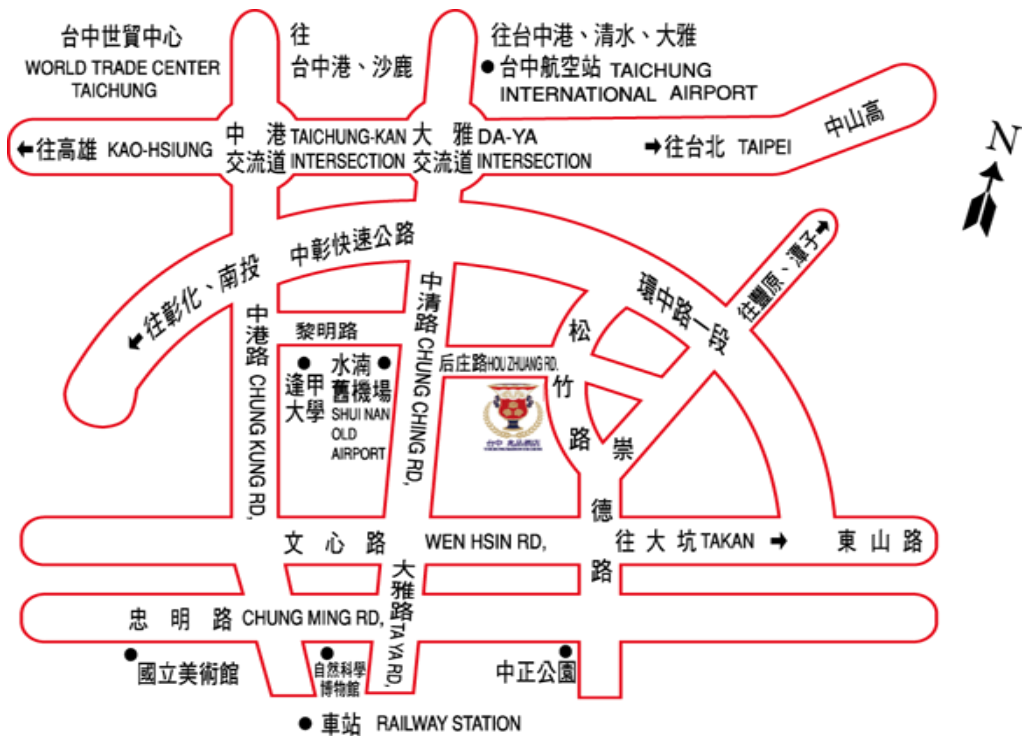 台中世貿中心
WORLD TRADE CENTER
TAICHUNG
往
台中港、沙鹿
往台中港、清水、大雅
台中航空站 TAICHUNG
INTERNATIONAL AIRPORT
中山高
N
←往高雄 KAO-HSIUNG
中港
交流道
TAICHUNG-KAN
INTERSECTION
大雅
交流道
DA-YA
INTERSECTION
→往台北 TAIPEI
中彰快速公路
←往彰化、南投
環中路一段
往豐原、潭子→
中港路 CHUNG KUNG RD,
黎明路
逢甲
大學
水湳
舊機場
SHUI NAN
OLD
AIRPORT
中清路 CHUNG CHING RD,
后庄路 HOU ZHUANG RD.
松竹路
台中
崇德路
文心路 WEN HSIN RD,
往大坑 TAKAN →
東山路
大雅路 TA YA RD,
忠明路 CHUNG MING RD,
國立美術館
自然科學
博物館
中正公園
車站 RAILWAY STATION